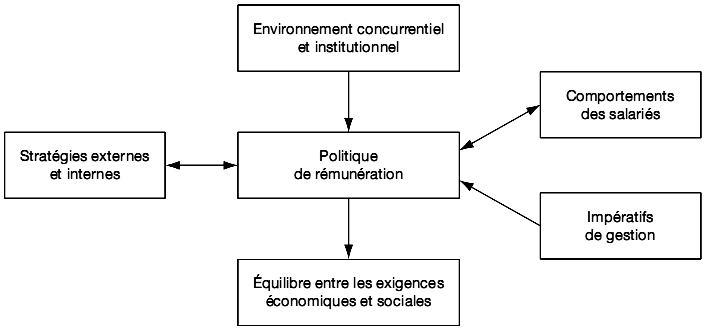 Environnement concurrentiel
et institutionnel
Comportements
des salariés
Stratégies externes
et internes
Politique
de rémunération
Impératifs
de gestion
Équilibre entre les exigences
économiques et sociales